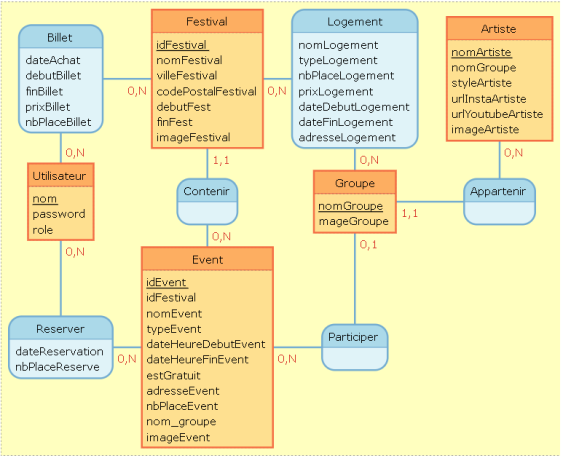 Billet
dateAchat
debutBillet
finBillet
prixBillet
nbPlaceBillet
Festival
idFestival
nomFestival
villeFestival
codePostalFestival
debutFest
finFest
imageFestival
Logement
nomLogement
typeLogement
nbPlaceLogement
prixLogement
dateDebutLogement
dateFinLogement
adresseLogement
Artiste
nomArtiste
nomGroupe
styleArtiste
urlInstaArtiste
urlYoutubeArtiste
imageArtiste
0,N
0,N
0,N
1,1
0,N
0,N
Utilisateur
nom
password
role
Contenir
Groupe
nomGroupe
mageGroupe
1,1
Appartenir
0,N
0,N
0,1
Event
idEvent
idFestival
nomEvent
typeEvent
dateHeureDebutEvent
dateHeureFinEvent
estGratuit
adresseEvent
nbPlaceEvent
nom_groupe
imageEvent
Reserver
dateReservation
nbPlaceReserve
0,N
0,N
Participer